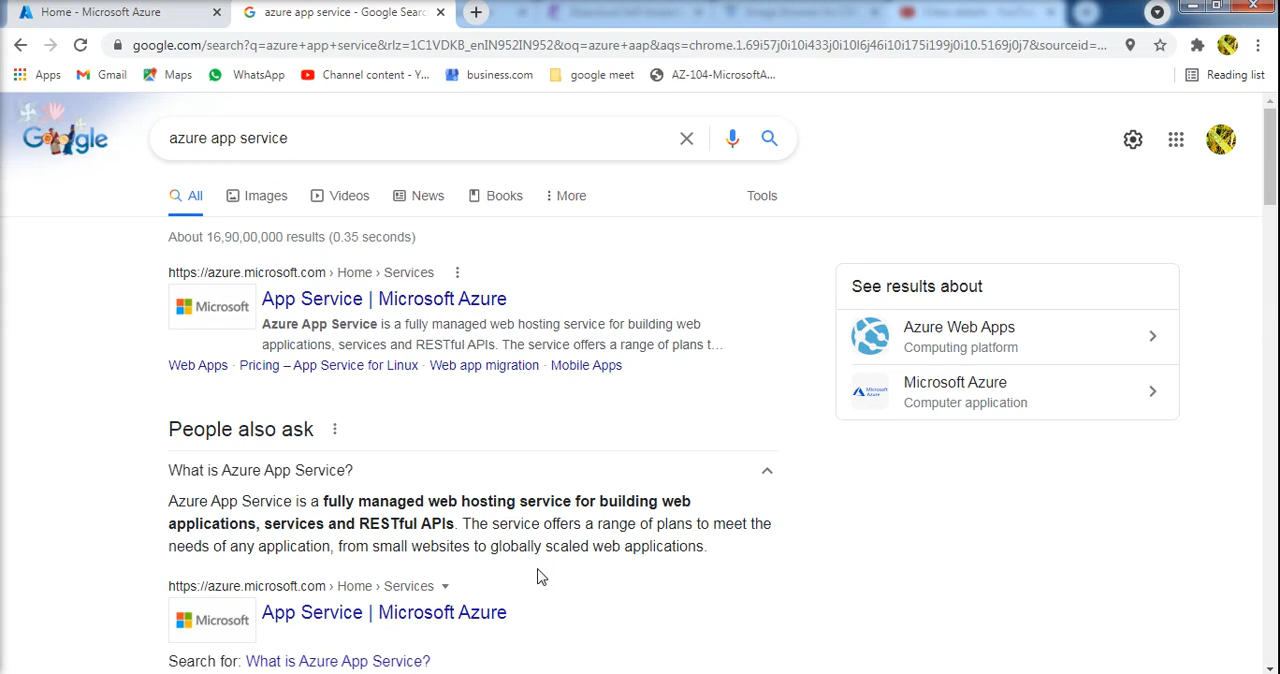 Home - Microsoft Azure
azure app service - Google Searc
google.com/search?q=azure+app+service&rlz=1C1VDKB_enIN952IN952&oq=azure+aap&aqs=chrome.1.69i57j0i10i433j0i10l6j46i10i175i199j0i10.5169j0j7&sourceid=...
Apps
Gmail
Maps
WhatsApp
Channel content - Y...
business.com
google meet
AZ-104-MicrosoftA...
Reading list
Google
azure app service
All
Images
Videos
News
Books
More
Tools
About 16,90,00,000 results (0.35 seconds)
https://azure.microsoft.com › Home › Services
Microsoft
App Service | Microsoft Azure
Azure App Service is a fully managed web hosting service for building web
applications, services and RESTful APIs. The service offers a range of plans t...
Web Apps · Pricing – App Service for Linux · Web app migration · Mobile Apps
See results about
Azure Web Apps
Computing platform
Microsoft Azure
Microsoft Azure
Computer application
People also ask
What is Azure App Service?
Azure App Service is a fully managed web hosting service for building web
applications, services and RESTful APIs. The service offers a range of plans to meet the
needs of any application, from small websites to globally scaled web applications.
https://azure.microsoft.com › Home › Services
Microsoft
App Service | Microsoft Azure
Search for: What is Azure App Service?